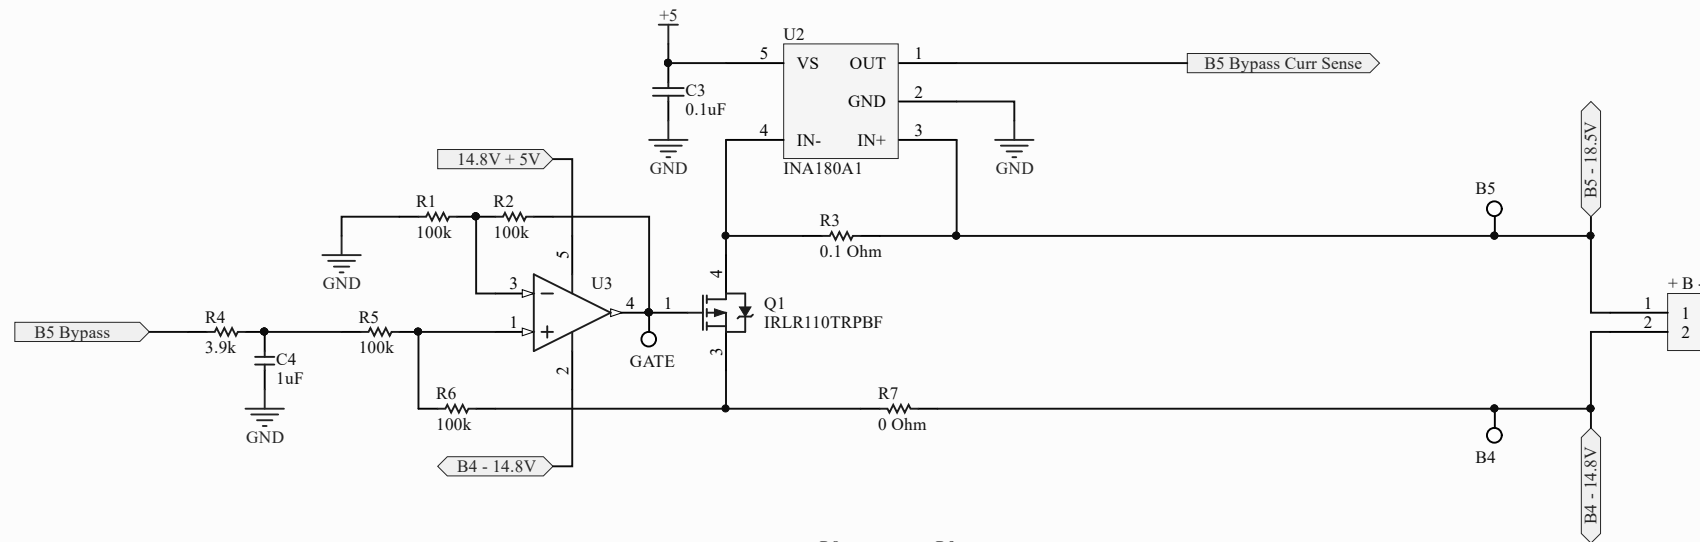 +5
U2
5
VS
OUT
1
B5 Bypass Curr Sense
C3
0.1uF
GND
2
GND
4
IN-
IN+
3
GND
INA180A1
14.8V + 5V
B5 - 18.5V
B5
R1
100k
R2
100k
R3
0.1 Ohm
GND
5
3
U3
4
1
4
Q1
IRLR110TRPBF
+ B -
1
1
2
2
B5 Bypass
R4
3.9k
R5
100k
1
GATE
3
C4
1uF
2
GND
R6
100k
R7
0 Ohm
B4 - 14.8V
B4
B4 - 14.8V